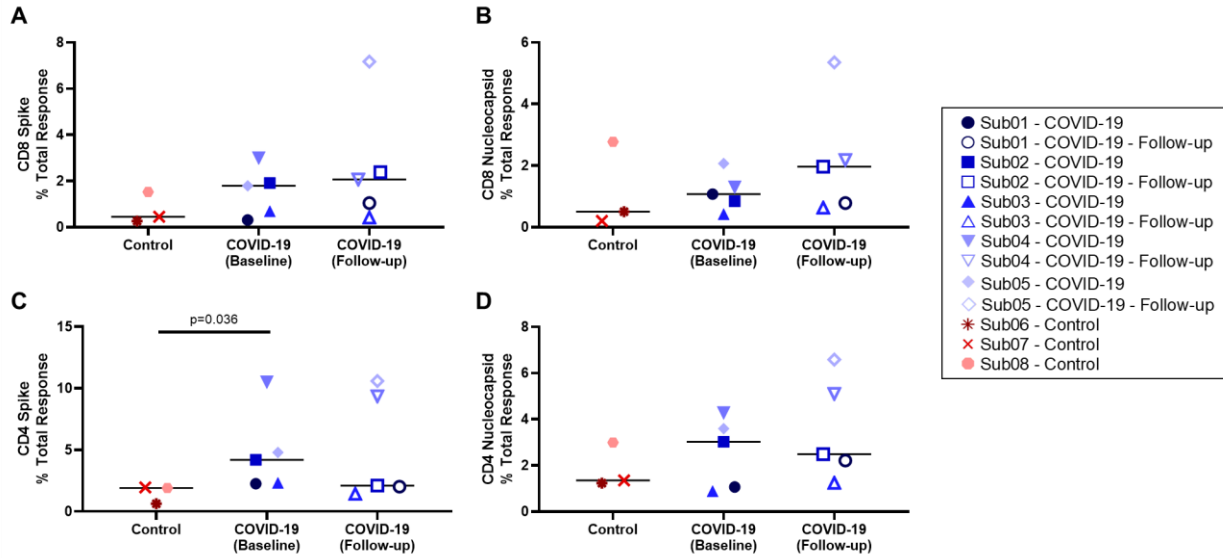 A
CD8 Spike
% Total Response
8
6
4
2
0
Control
COVID-19
(Baseline)
COVID-19
(Follow-up)
B
CD8 Nucleocapsid
% Total Response
6
4
2
0
Control
COVID-19
(Baseline)
COVID-19
(Follow-up)
C
CD4 Spike
% Total Response
15
10
5
0
p=0.036
Control
COVID-19
(Baseline)
COVID-19
(Follow-up)
D
CD4 Nucleocapsid
% Total Response
8
6
4
2
0
Control
COVID-19
(Baseline)
COVID-19
(Follow-up)
Sub01 - COVID-19
Sub01 - COVID-19 - Follow-up
Sub02 - COVID-19
Sub02 - COVID-19 - Follow-up
Sub03 - COVID-19
Sub03 - COVID-19 - Follow-up
Sub04 - COVID-19
Sub04 - COVID-19 - Follow-up
Sub05 - COVID-19
Sub05 - COVID-19 - Follow-up
Sub06 - Control
Sub07 - Control
Sub08 - Control